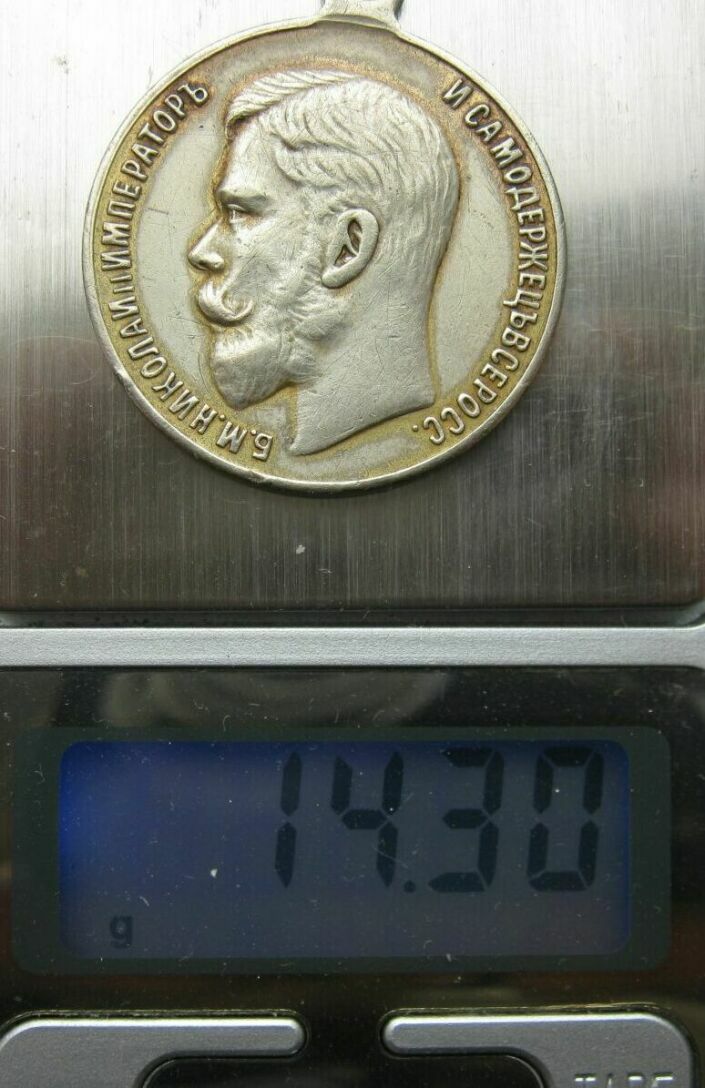 Б.М.НИКОЛАЙ II ИМПЕРАТОРЪ И САМОДЕРЖЕЦЪ ВСЕРОСС.
14.30
g